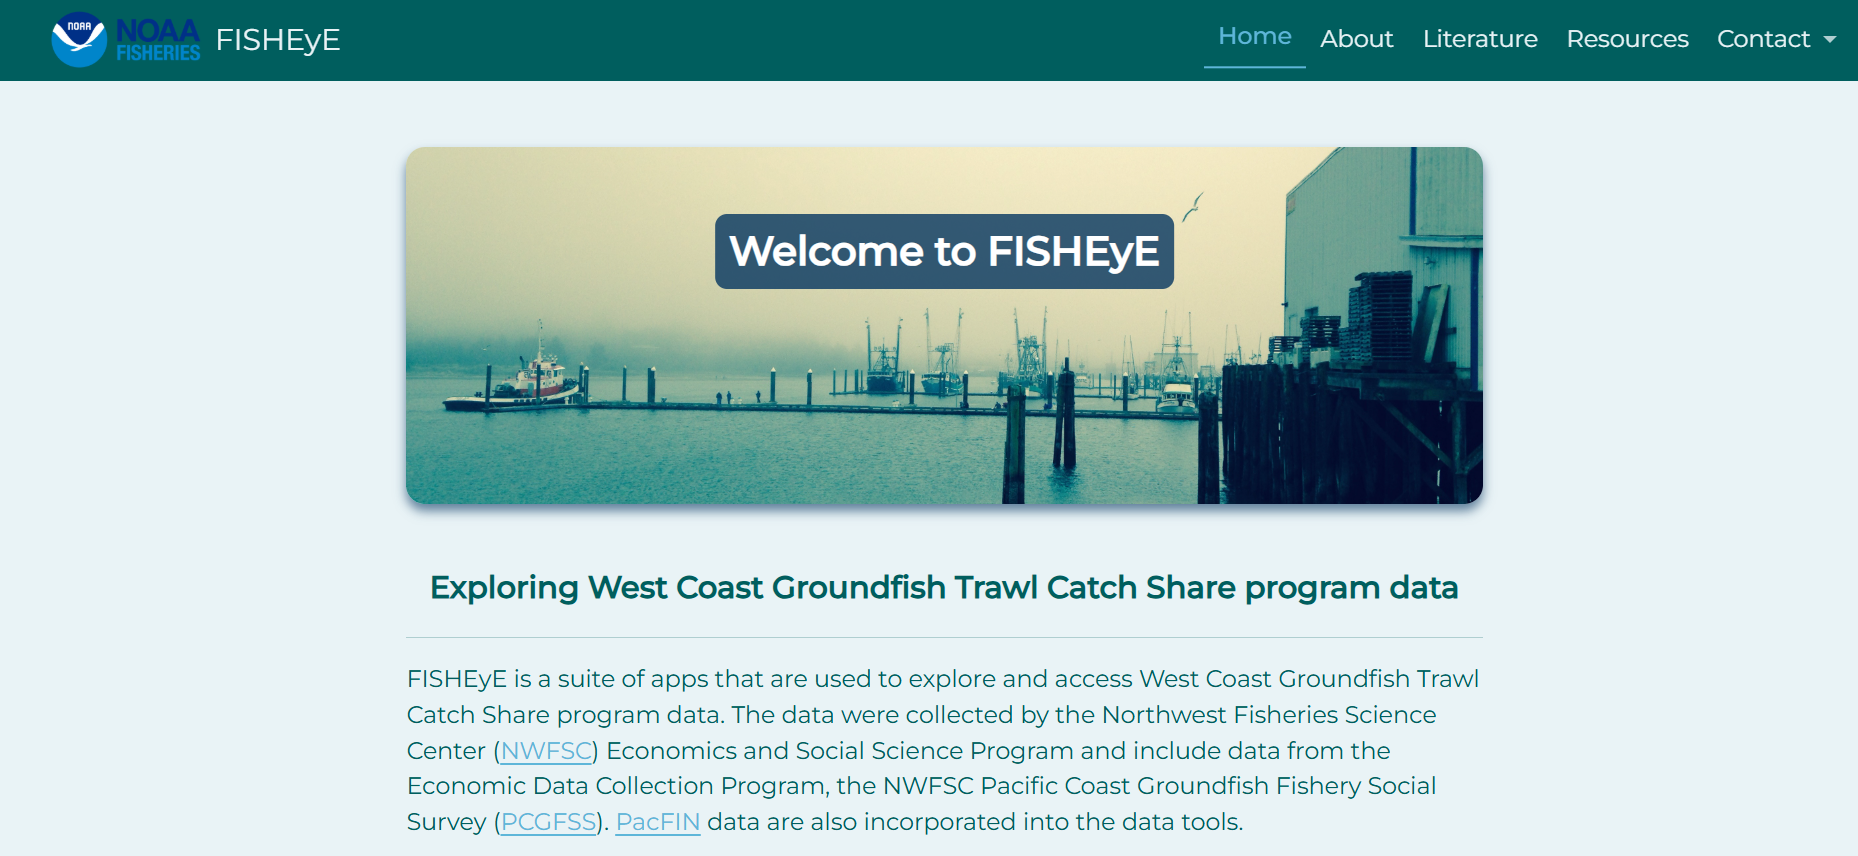 NOAA
NOAA
FISHERIES
FISHEyE
Home
About
Literature
Resources
Contact
Welcome to FISHEyE
Exploring West Coast Groundfish Trawl Catch Share program data
FISHEyE is a suite of apps that are used to explore and access West Coast Groundfish Trawl
Catch Share program data. The data were collected by the Northwest Fisheries Science
Center (NWFSC) Economics and Social Science Program and include data from the
Economic Data Collection Program, the NWFSC Pacific Coast Groundfish Fishery Social
Survey (PCGFSS). PacFIN data are also incorporated into the data tools.